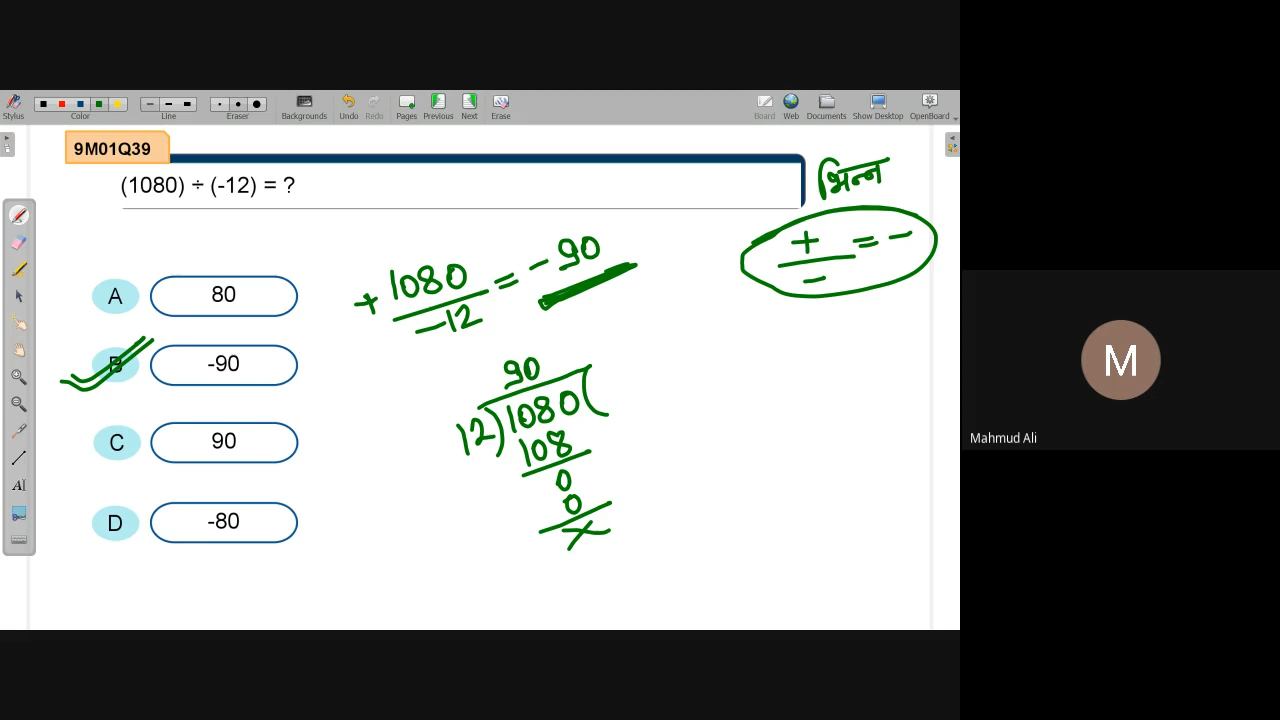 Stylus
Color
Line
Eraser
Backgrounds
Undo
Redo
Pages
Previous
Next
Erase
Board
Web
Documents
Show Desktop
OpenBoard
9M01Q39
(1080) ÷ (-12) = ?
भिन्न
+
= -
-
A 80
B -90
C 90
D -80
+ 1080
= - 90
-12
90
12) 1080 (
108
0
0
x
M
Mahmud Ali